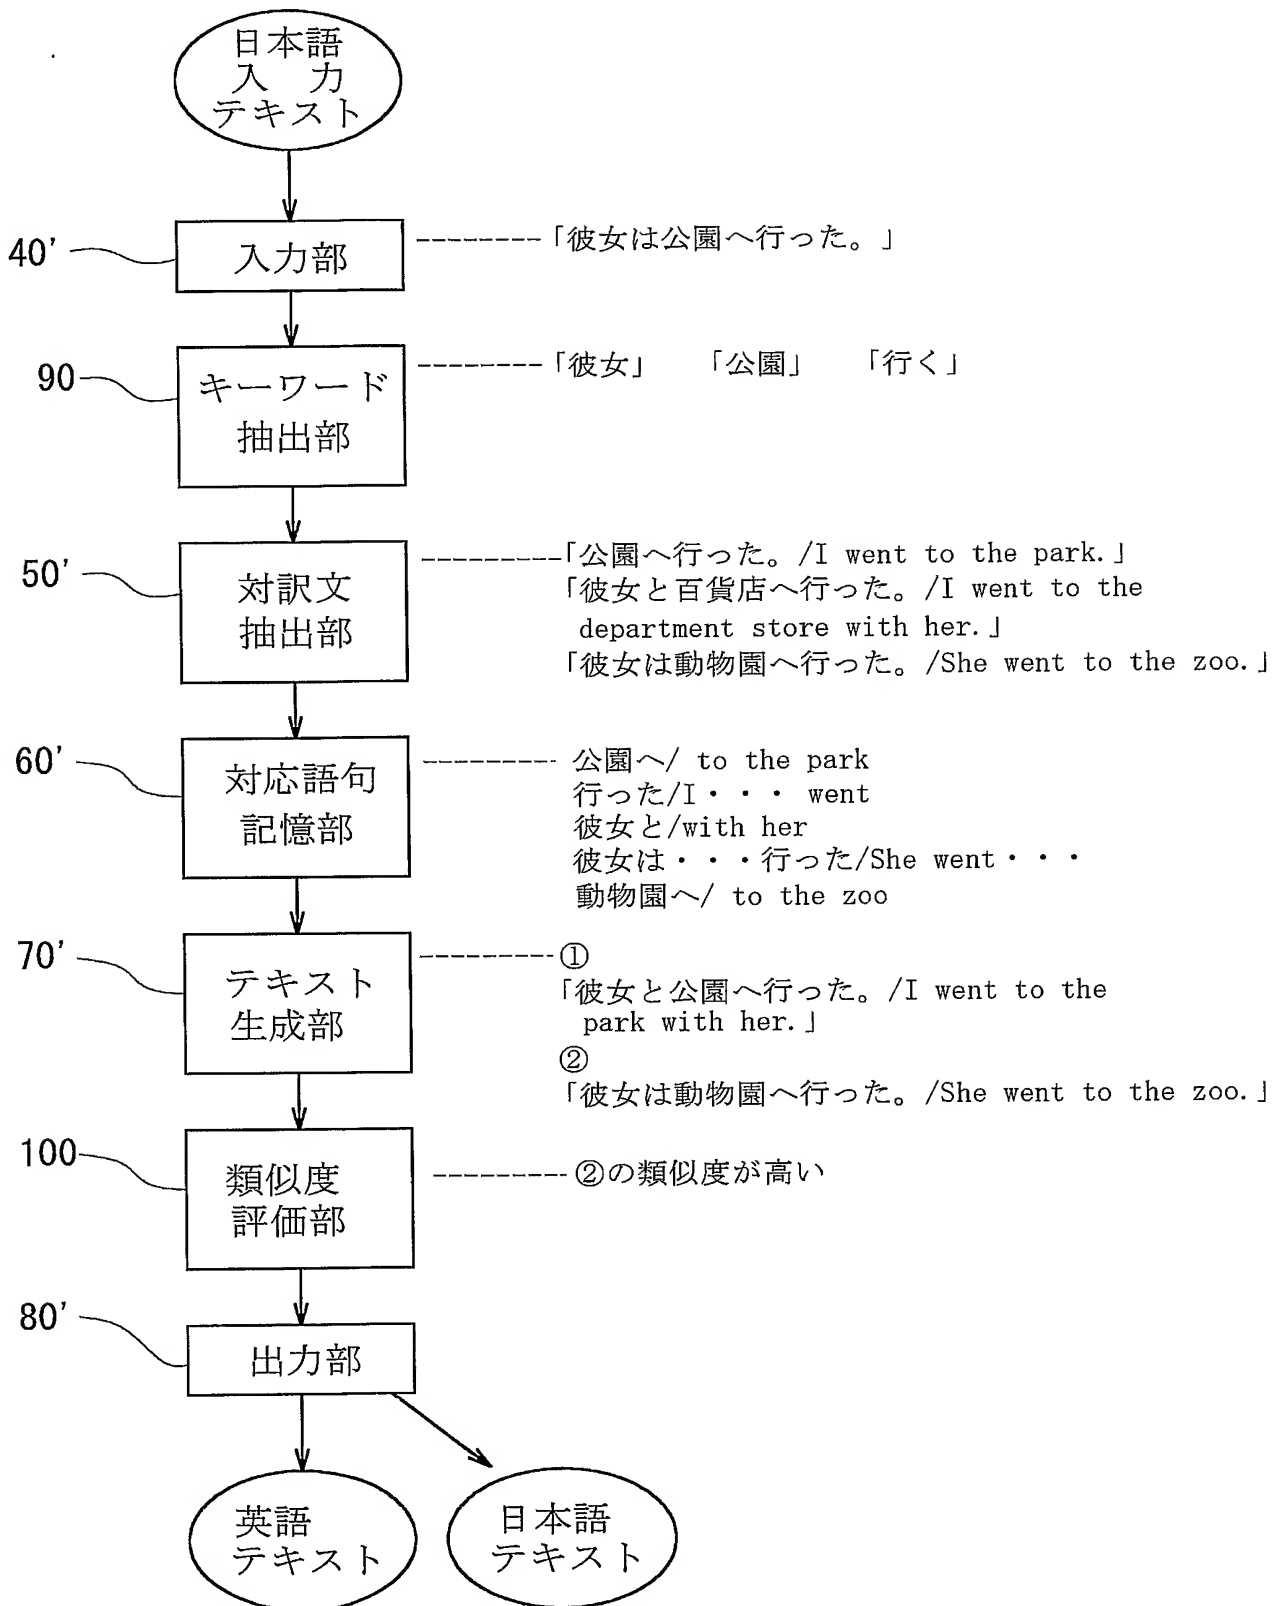 日本語
入 力
テキスト
40'
入力部
「彼女は公園へ行った。」
90
キーワード
抽出部
「彼女」 「公園」 「行く」
50'
対訳文
抽出部
「公園へ行った。/I went to the park.」
「彼女と百貨店へ行った。/I went to the
department store with her.」
「彼女は動物園へ行った。/She went to the zoo.」
60'
対応語句
記憶部
公園へ/ to the park
行った/I・・・ went
彼女と/with her
彼女は・・・行った/She went・・・
動物園へ/ to the zoo
70'
テキスト
生成部
①
「彼女と公園へ行った。/I went to the
park with her.」
②
「彼女は動物園へ行った。/She went to the zoo.」
100
類似度
評価部
②の類似度が高い
80'
出力部
英語
テキスト
日本語
テキスト